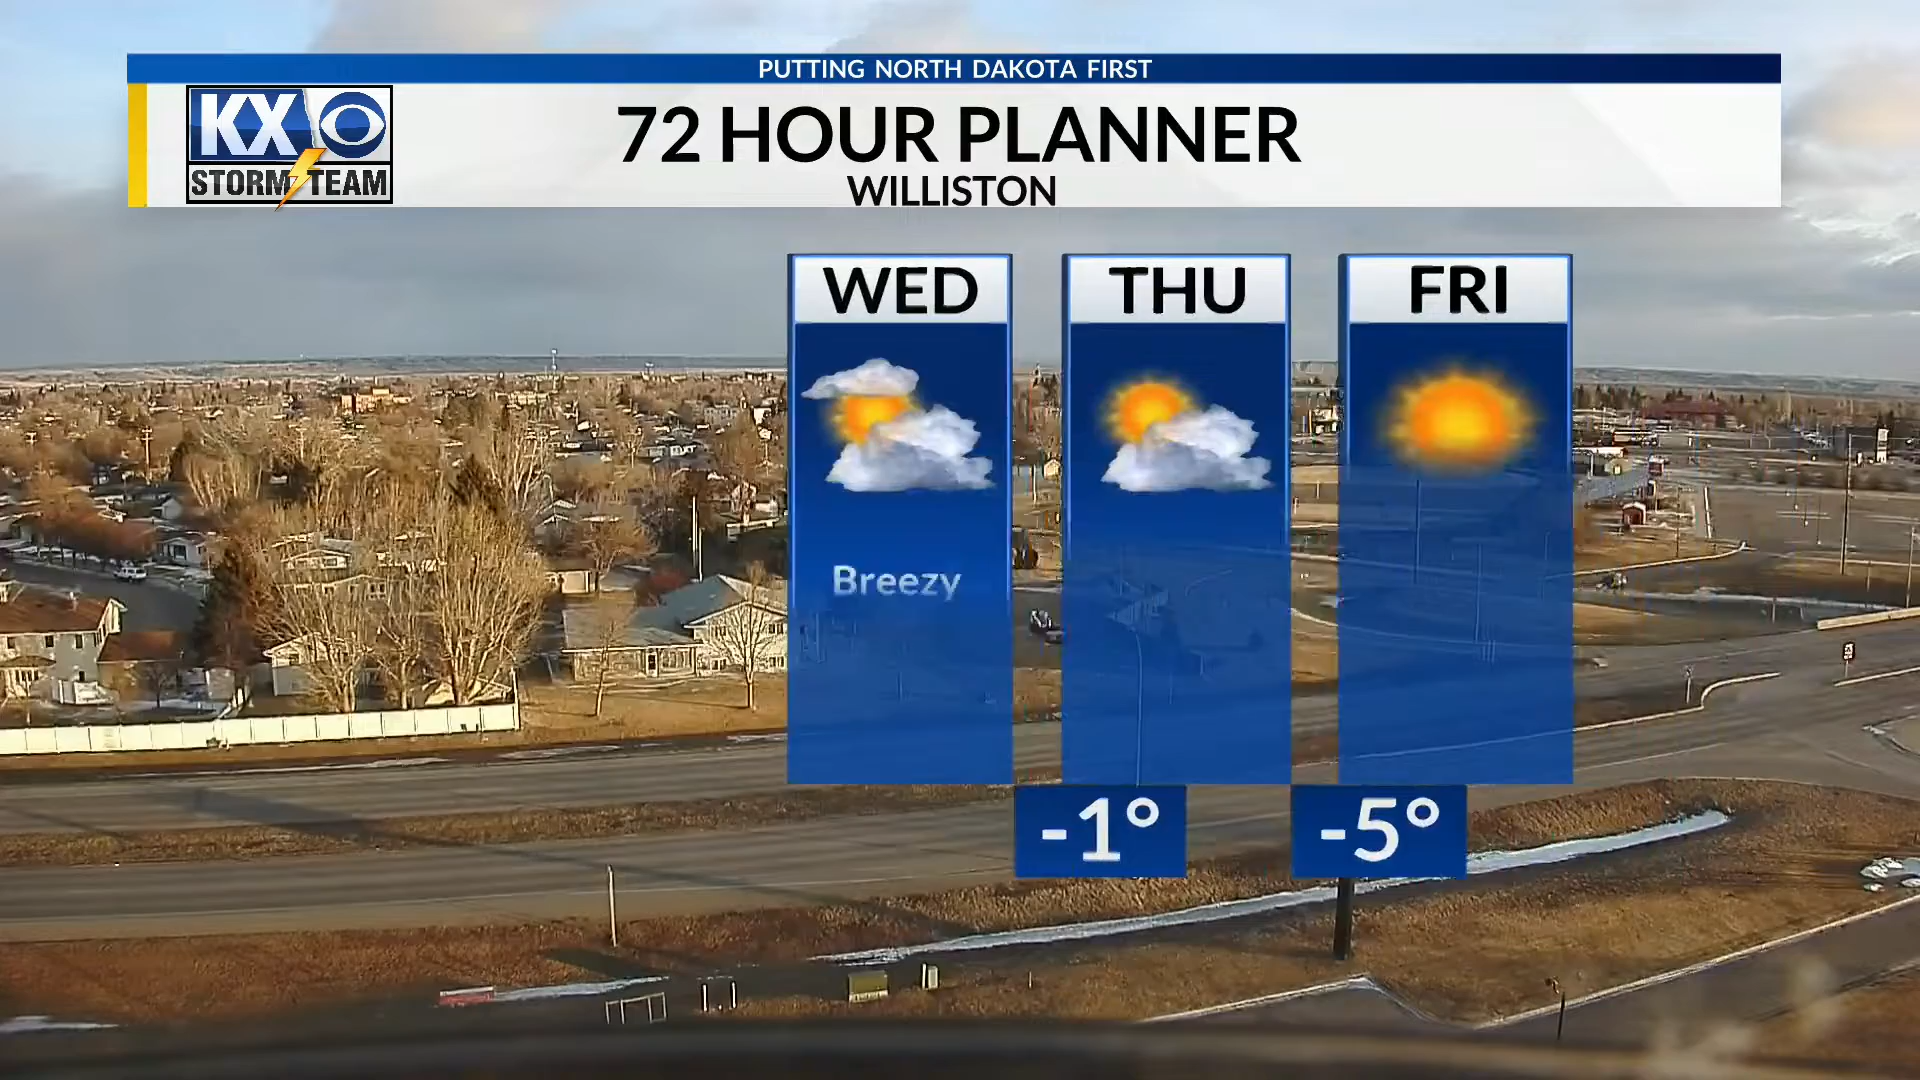 PUTTING NORTH DAKOTA FIRST
KX
STORM TEAM
72 HOUR PLANNER
WILLISTON
WED THU FRI
Breezy
-1° -5°